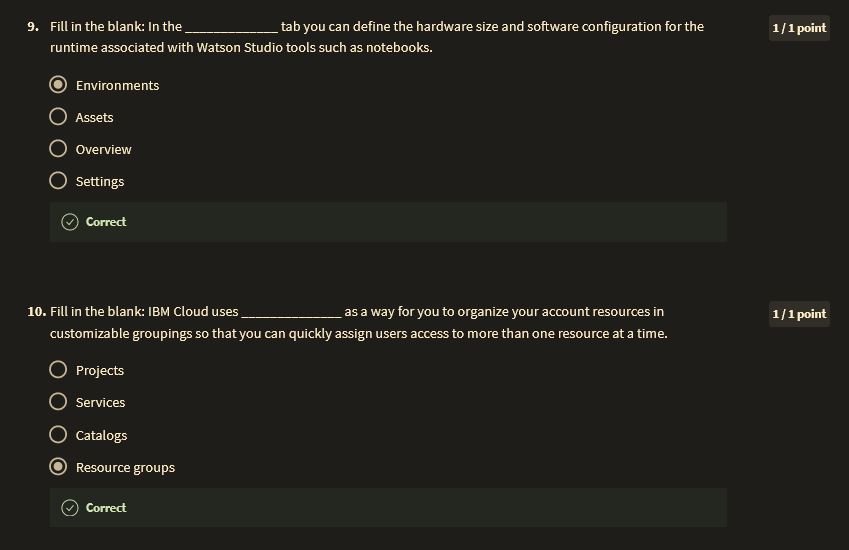 9. Fill in the blank: In the _____________ tab you can define the hardware size and software configuration for the 1 / 1 point
runtime associated with Watson Studio tools such as notebooks.
Environments
Assets
Overview
Settings
Correct
10. Fill in the blank: IBM Cloud uses ______________ as a way for you to organize your account resources in 1 / 1 point
customizable groupings so that you can quickly assign users access to more than one resource at a time.
Projects
Services
Catalogs
Resource groups
Correct